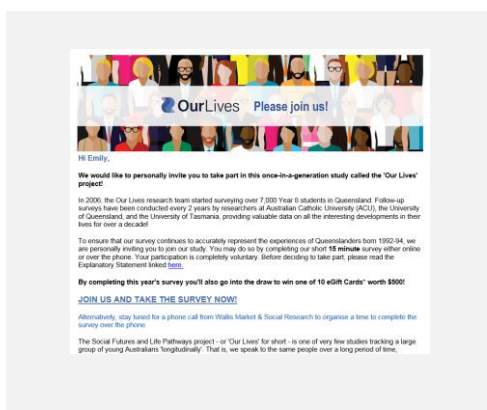 OurLives Please join us!
Hi Emily,
We would like to personally invite you to take part in this once-in-a-generation study called the 'Our Lives'
project!
In 2006, the Our Lives research team started surveying over 7,000 Year 8 students in Queensland. Follow-up
surveys have been conducted every 2 years by researchers at Australian Catholic University (ACU), the University
of Queensland, and the University of Tasmania, providing valuable data on all the interesting developments in their
lives for over a decade!
To ensure that our survey continues to accurately represent the experiences of Queenslanders born 1992-94, we
are personally inviting you to join our study. You may do so by completing our short 15 minute survey either online
or over the phone. Your participation is completely voluntary. Before deciding to take part, please read the
Explanatory Statement linked here.
By completing this year's survey you'll also go into the draw to win one of 10 eGift Cards* worth $500!
JOIN US AND TAKE THE SURVEY NOW!
Alternatively, stay tuned for a phone call from Wallis Market & Social Research to organise a time to complete the
survey over the phone.
The Social Futures and Life Pathways project - or 'Our Lives' for short - is one of very few studies tracking a large
group of young Australians 'longitudinally'. That is, we speak to the same people over a long period of time,